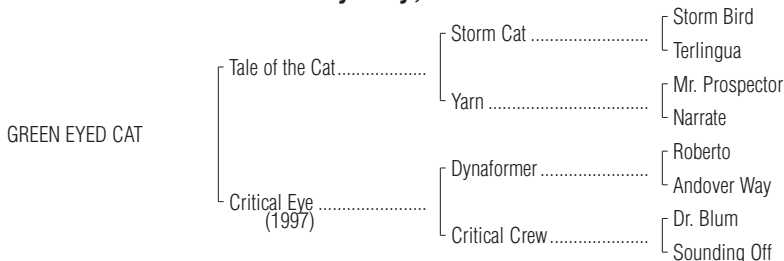 Storm Bird
Storm Cat ..............................
Terlingua
Tale of the Cat...................
Mr. Prospector
Yarn ........................................
Narrate
GREEN EYED CAT
Roberto
Dynaformer ...........................
Andover Way
Critical Eye .......................
(1997)
Dr. Blum
Critical Crew.........................
Sounding Off